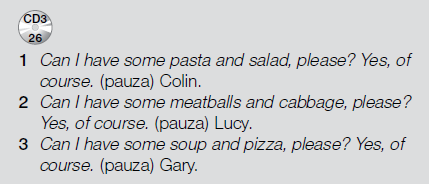 CD3
26
1 Can I have some pasta and salad, please? Yes, of
course. (pauza) Colin.
2 Can I have some meatballs and cabbage, please?
Yes, of course. (pauza) Lucy.
3 Can I have some soup and pizza, please? Yes, of
course. (pauza) Gary.